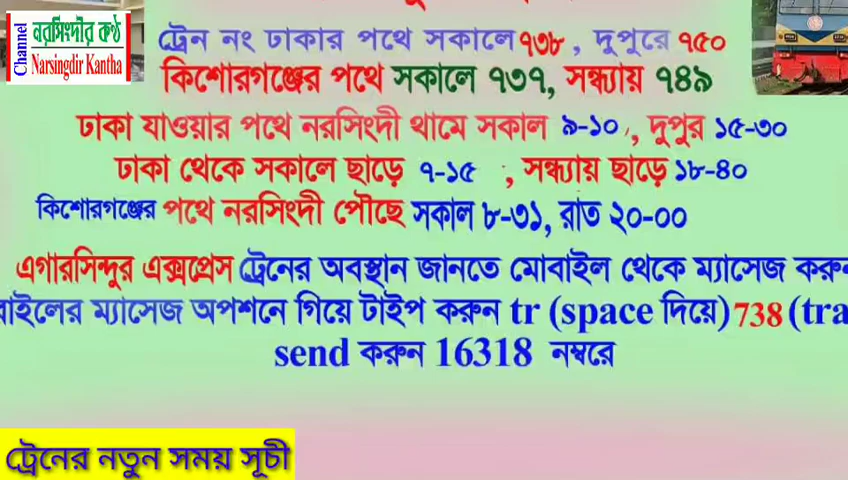 Channel
নরসিংদীর কণ্ঠ
Narsingdir Kantha
ট্রেন নং ঢাকার পথে সকালে ৭৩৮ , দুপুরে ৭৫০
কিশোরগঞ্জের পথে সকালে ৭৩৭, সন্ধ্যায় ৭৪৯
ঢাকা যাওয়ার পথে নরসিংদী থামে সকাল ৯-১০ , দুপুর ১৫-৩০
ঢাকা থেকে সকালে ছাড়ে ৭-১৫ , সন্ধ্যায় ছাড়ে ১৮-৪০
কিশোরগঞ্জের পথে নরসিংদী পৌছে সকাল ৮-৩১, রাত ২০-০০
এগারসিন্দুর এক্সপ্রেস ট্রেনের অবস্থান জানতে মোবাইল থেকে ম্যাসেজ করুন
বাইলের ম্যাসেজ অপশনে গিয়ে টাইপ করুন tr (space দিয়ে) 738 (tra
send করুন 16318 নম্বরে
ট্রেনের নতুন সময় সূচী